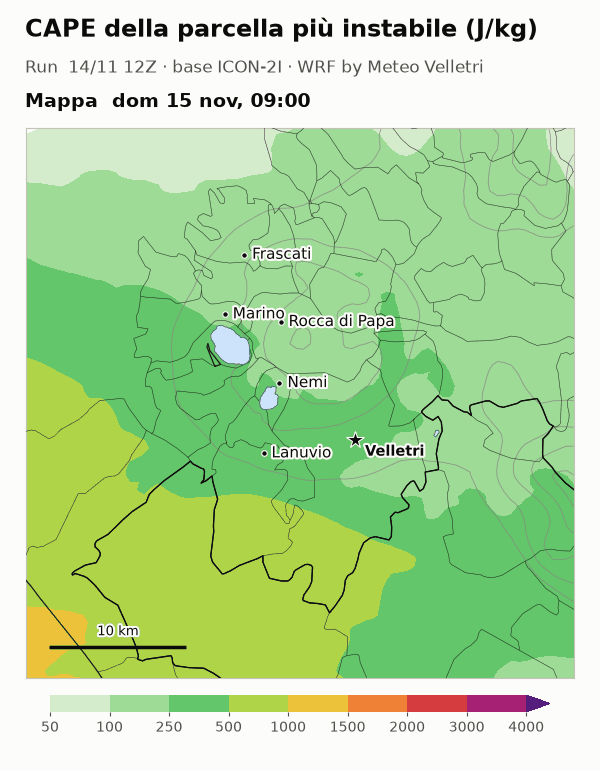 CAPE della parcella più instabile (J/kg)
Run  14/11 12Z · base ICON-2I · WRF by Meteo Velletri
Mappa  dom 15 nov, 09:00
Frascati
Marino
Rocca di Papa
Nemi
Velletri
Lanuvio
10 km
50 100 250 500 1000 1500 2000 3000 4000